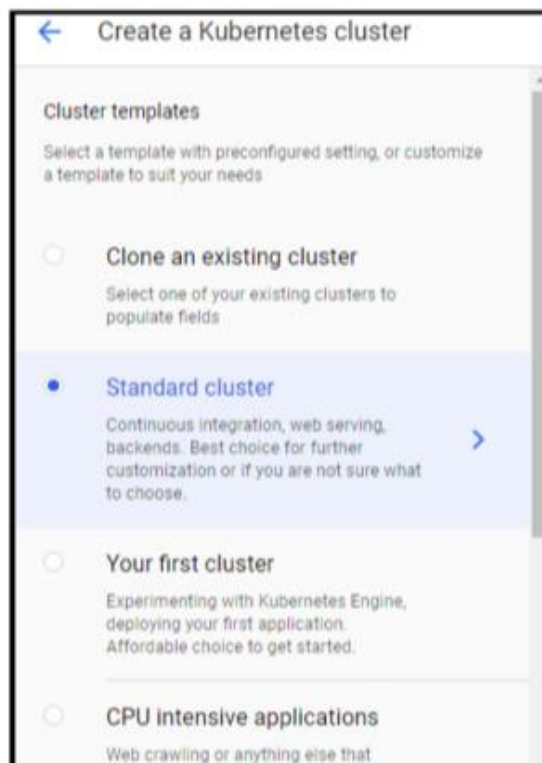 Create a Kubernetes cluster
Cluster templates
Select a template with preconfigured setting, or customize
a template to suit your needs
Clone an existing cluster
Select one of your existing clusters to
populate fields
Standard cluster
Continuous integration, web serving,
backends. Best choice for further
customization or if you are not sure what
to choose.
Your first cluster
Experimenting with Kubernetes Engine,
deploying your first application.
Affordable choice to get started.
CPU intensive applications
Web crawling or anything else that